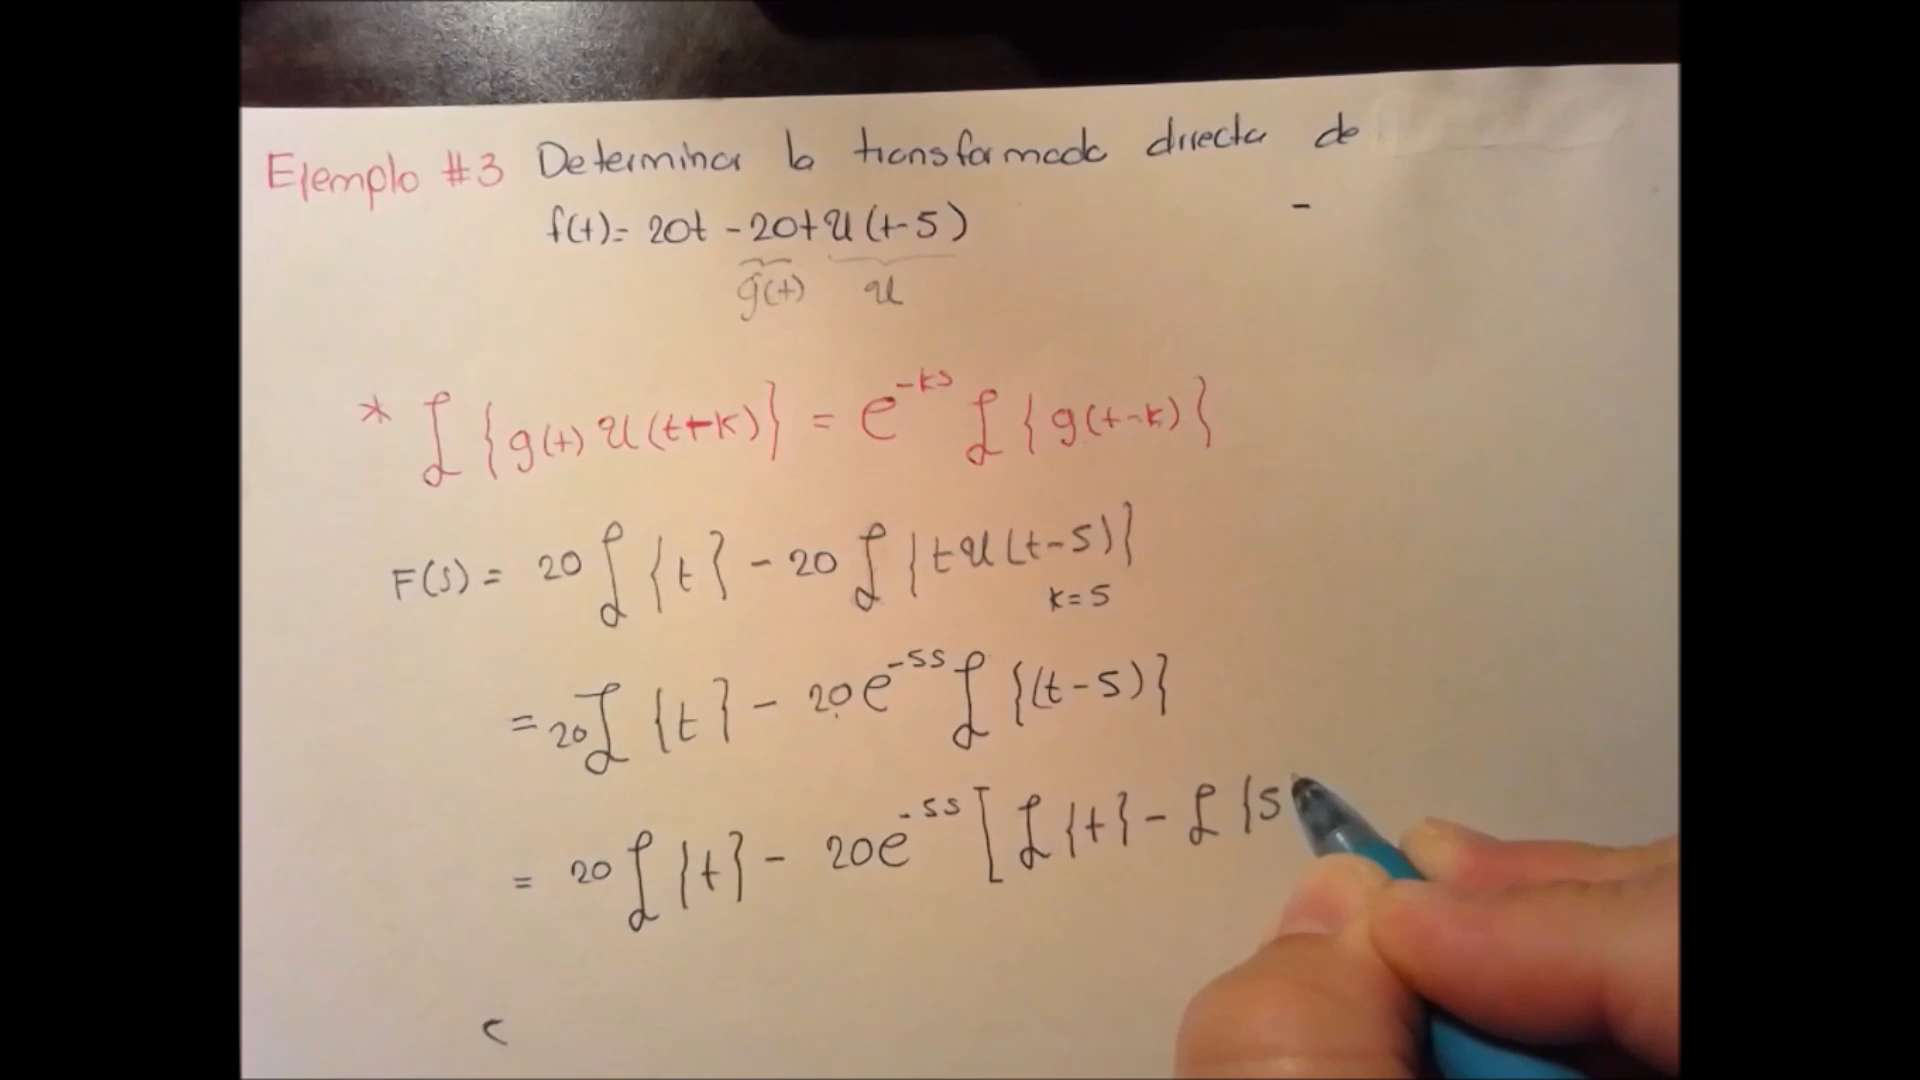 Ejemplo #3 Determinar la transformada directa de
f(t)= 20t - 20t U(t-5)
g(t) U
* ℒ{g(t) U(t+k)} = e^-ks ℒ{g(t-k)}
F(s) = 20 ℒ{t} - 20 ℒ{t U(t-5)}
k=5
= 20 ℒ{t} - 20e^-5s ℒ{(t-5)}
= 20 ℒ{t} - 20e^-5s [ℒ{t} - ℒ{5